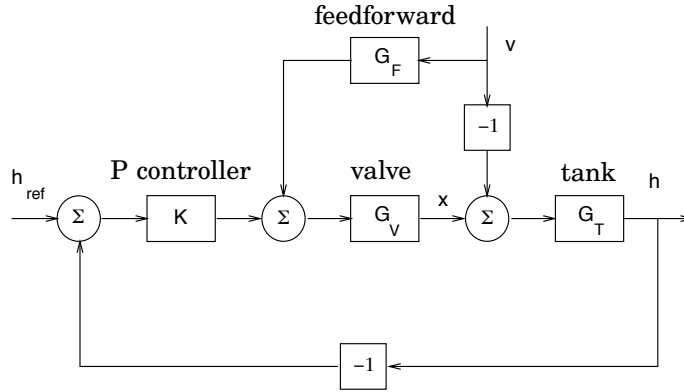 feedforward
v
G_F
-1
P controller
valve
tank
h_ref
x
h
Σ
K
Σ
G_V
Σ
G_T
-1